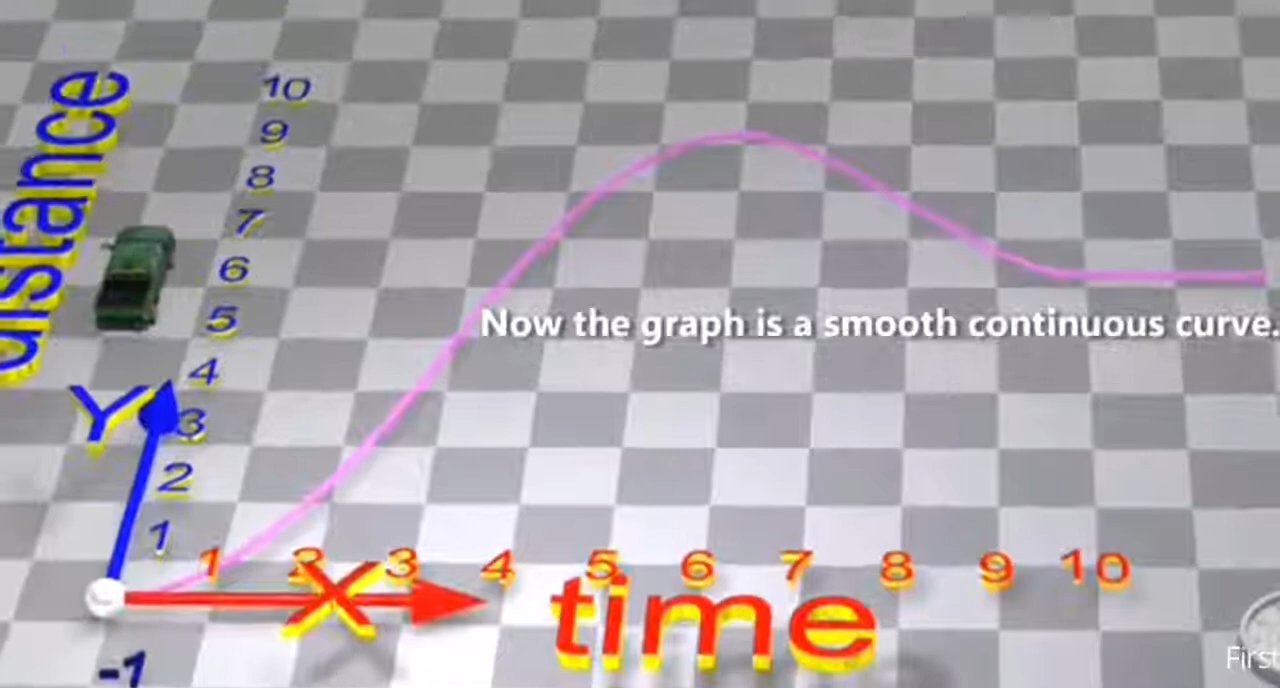 distance
10
9
8
7
6
5
4
Y
3
2
1
Now the graph is a smooth continuous curve.
1 2 3 4 5 6 7 8 9 10
X
time
-1
First